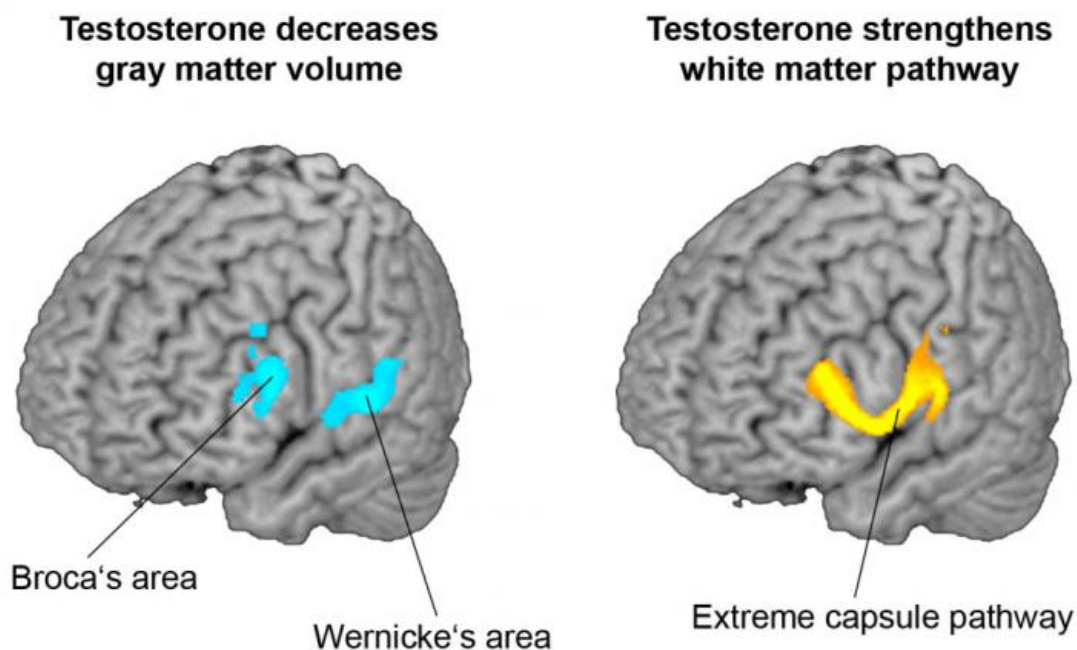 Testosterone decreases
gray matter volume
Testosterone strengthens
white matter pathway
Broca‘s area
Wernicke‘s area
Extreme capsule pathway